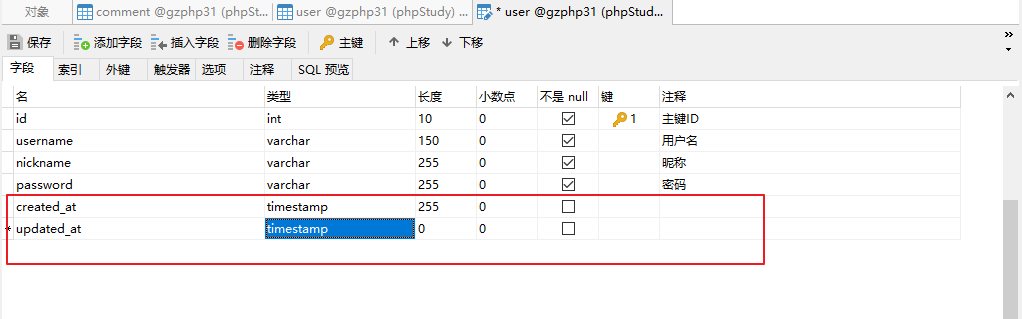 对象 comment @gzphp31 (phpSt... user @gzphp31 (phpStudy) ... * user @gzphp31 (phpStud...
保存 添加字段 插入字段 删除字段 主键 上移 下移 »
字段 索引 外键 触发器 选项 注释 SQL 预览
名 类型 长度 小数点 不是 null 键 注释
id int 10 0 1 主键ID
username varchar 150 0 用户名
nickname varchar 255 0 昵称
password varchar 255 0 密码
created_at timestamp 255 0
* updated_at timestamp 0 0